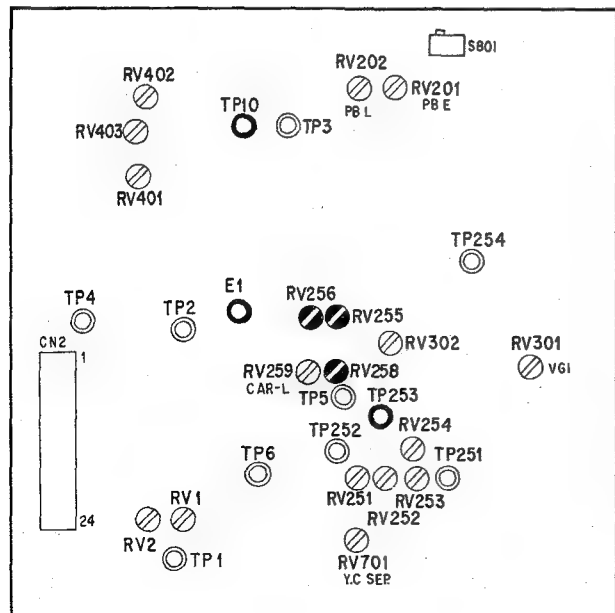 S801
RV202
RV402
RV201
PB L
PB E
TP10
RV403
TP3
RV401
TP254
E1
TP4
TP2
RV256
RV255
CN2
1
RV302
RV301
RV259
RV258
VGI
CAR-L
TP5
TP253
RV254
TP252
TP6
TP251
RV251
RV253
RV1
RV252
24
RV2
TP1
RV701
Y.C SEP.